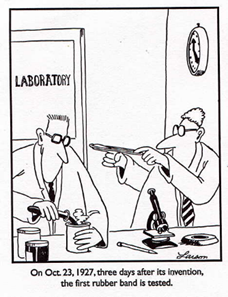 LABORATORY
Larson
On Oct. 23, 1927, three days after its invention,
the first rubber band is tested.